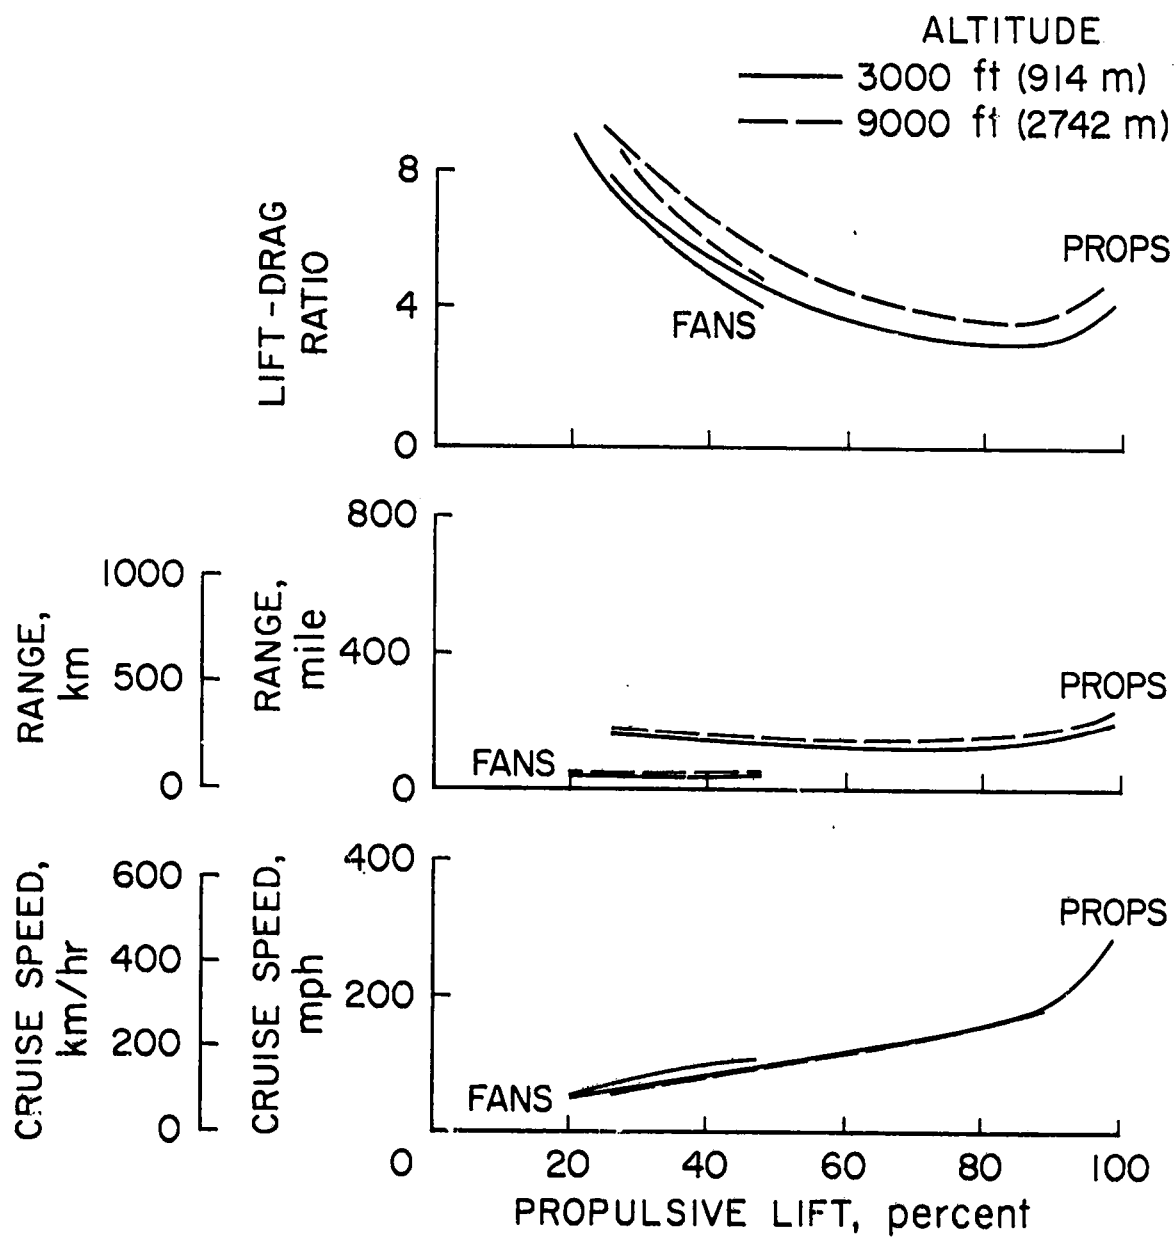 ALTITUDE
3000 ft (914 m)
9000 ft (2742 m)
LIFT-DRAG
RATIO
8
4
0
PROPS
FANS
RANGE,
km
1000
500
0
RANGE,
mile
800
400
0
PROPS
FANS
CRUISE SPEED,
km/hr
600
400
200
0
CRUISE SPEED,
mph
400
200
PROPS
FANS
0 20 40 60 80 100
PROPULSIVE LIFT, percent